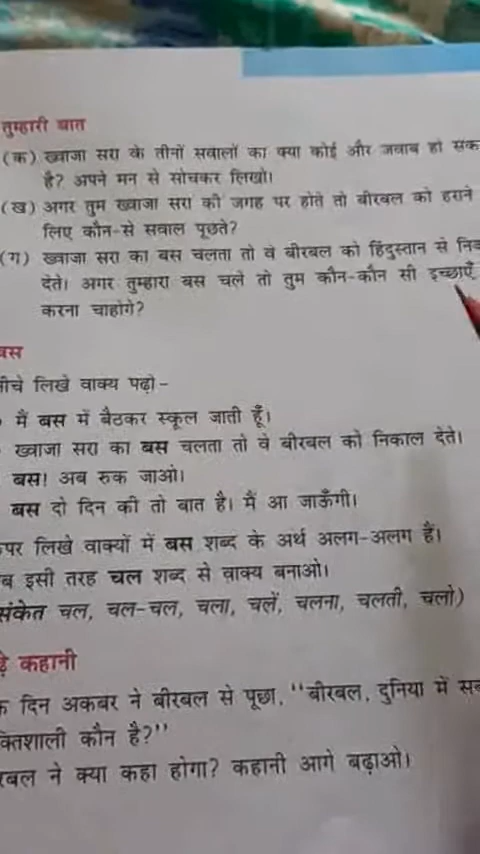 तुम्हारी बात
(क) ख्वाजा सरा के तीनों सवालों का क्या कोई और जवाब हो
है? अपने मन से सोचकर लिखो।
(ख) अगर तुम ख्वाजा सरा की जगह पर होते तो बीरबल को हराने
लिए कौन-से सवाल पूछते?
(ग) ख्वाजा सरा का बस चलता तो वे बीरबल को हिंदुस्तान से
देते। अगर तुम्हारा बस चले तो तुम कौन-कौन सी इच्छाएँ
करना चाहोगे?
बस
लिखे वाक्य पढ़ो -
मैं बस में बैठकर स्कूल जाती हूँ।
ख्वाजा सरा का बस चलता तो वे बीरबल को निकाल देते।
बस! अब रुक जाओ।
बस दो दिन की तो बात है। मैं आ जाऊँगी।
लिखे वाक्यों में बस शब्द के अर्थ अलग-अलग हैं।
इसी तरह चल शब्द से वाक्य बनाओ।
संकेत चल, चल-चल, चला, चलें, चलना, चलती, चलो)
कहानी
दिन अकबर ने बीरबल से पूछा, "बीरबल, दुनिया में
कौन है?"
ने क्या कहा होगा? कहानी आगे बढ़ाओ।